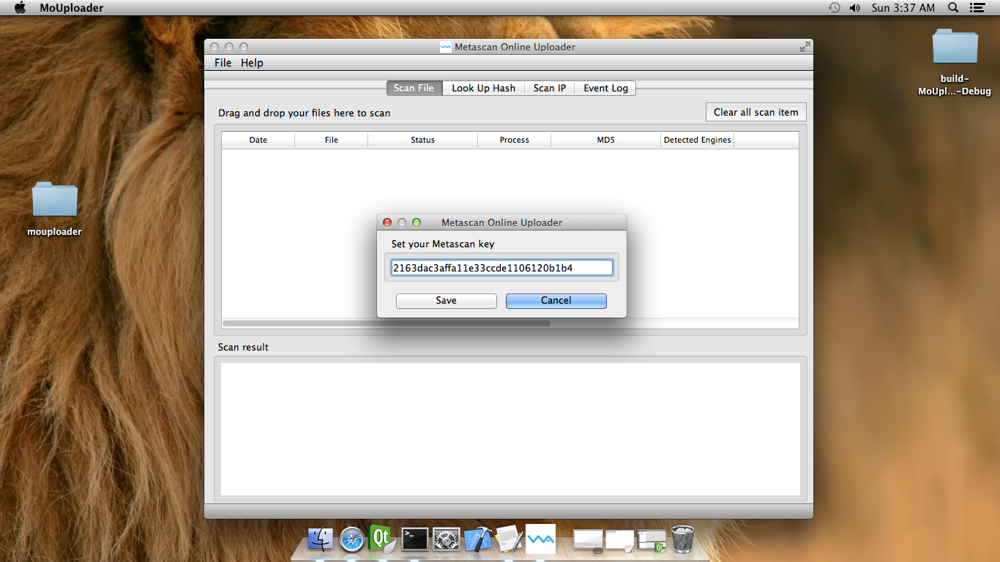 MoUploader
Sun 3:37 AM
Metascan Online Uploader
File Help
Scan File Look Up Hash Scan IP Event Log
Drag and drop your files here to scan
Clear all scan item
Date File Status Process MD5 Detected Engines
Metascan Online Uploader
Set your Metascan key
2163dac3affa11e33ccde1106120b1b4
Save Cancel
Scan result
build-
MoUpl...-Debug
mouploader
Qt